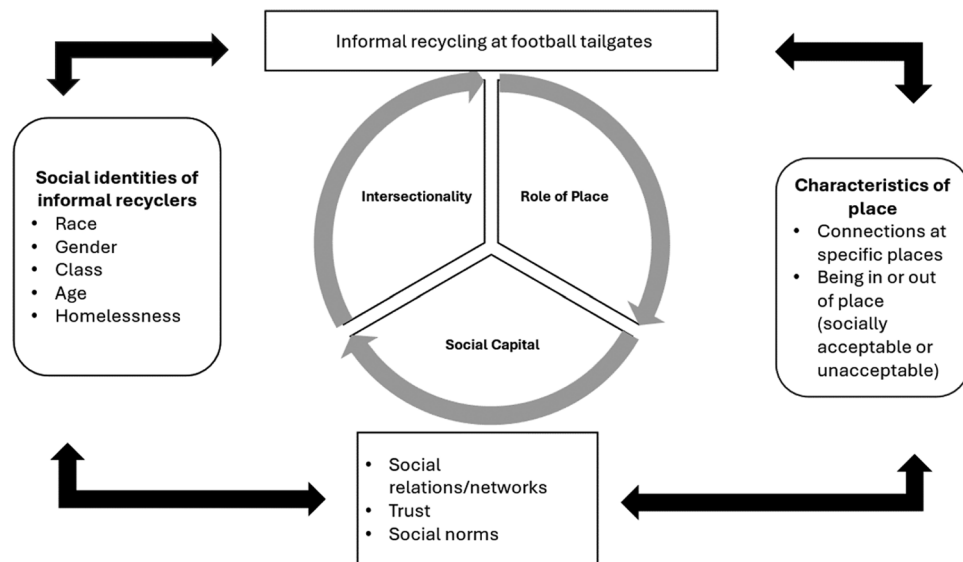 Informal recycling at football tailgates
Social identities of
informal recyclers
• Race
• Gender
• Class
• Age
• Homelessness
Intersectionality
Role of Place
Social Capital
Characteristics of
place
• Connections at
specific places
• Being in or out
of place
(socially
acceptable or
unacceptable)
• Social
relations/networks
• Trust
• Social norms